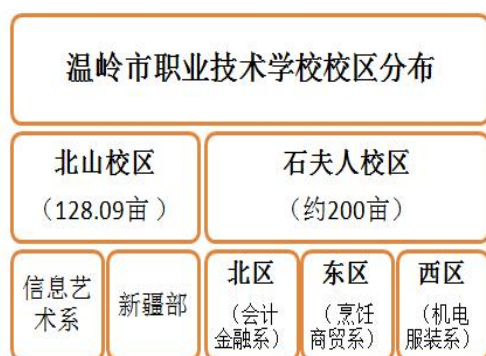 温岭市职业技术学校校区分布
北山校区
（128.09亩 ）
石夫人校区
（约200亩）
信息艺
术系
新疆部
北区
（会计
金融系）
东区
（烹饪
商贸系）
西区
（机电
服装系）